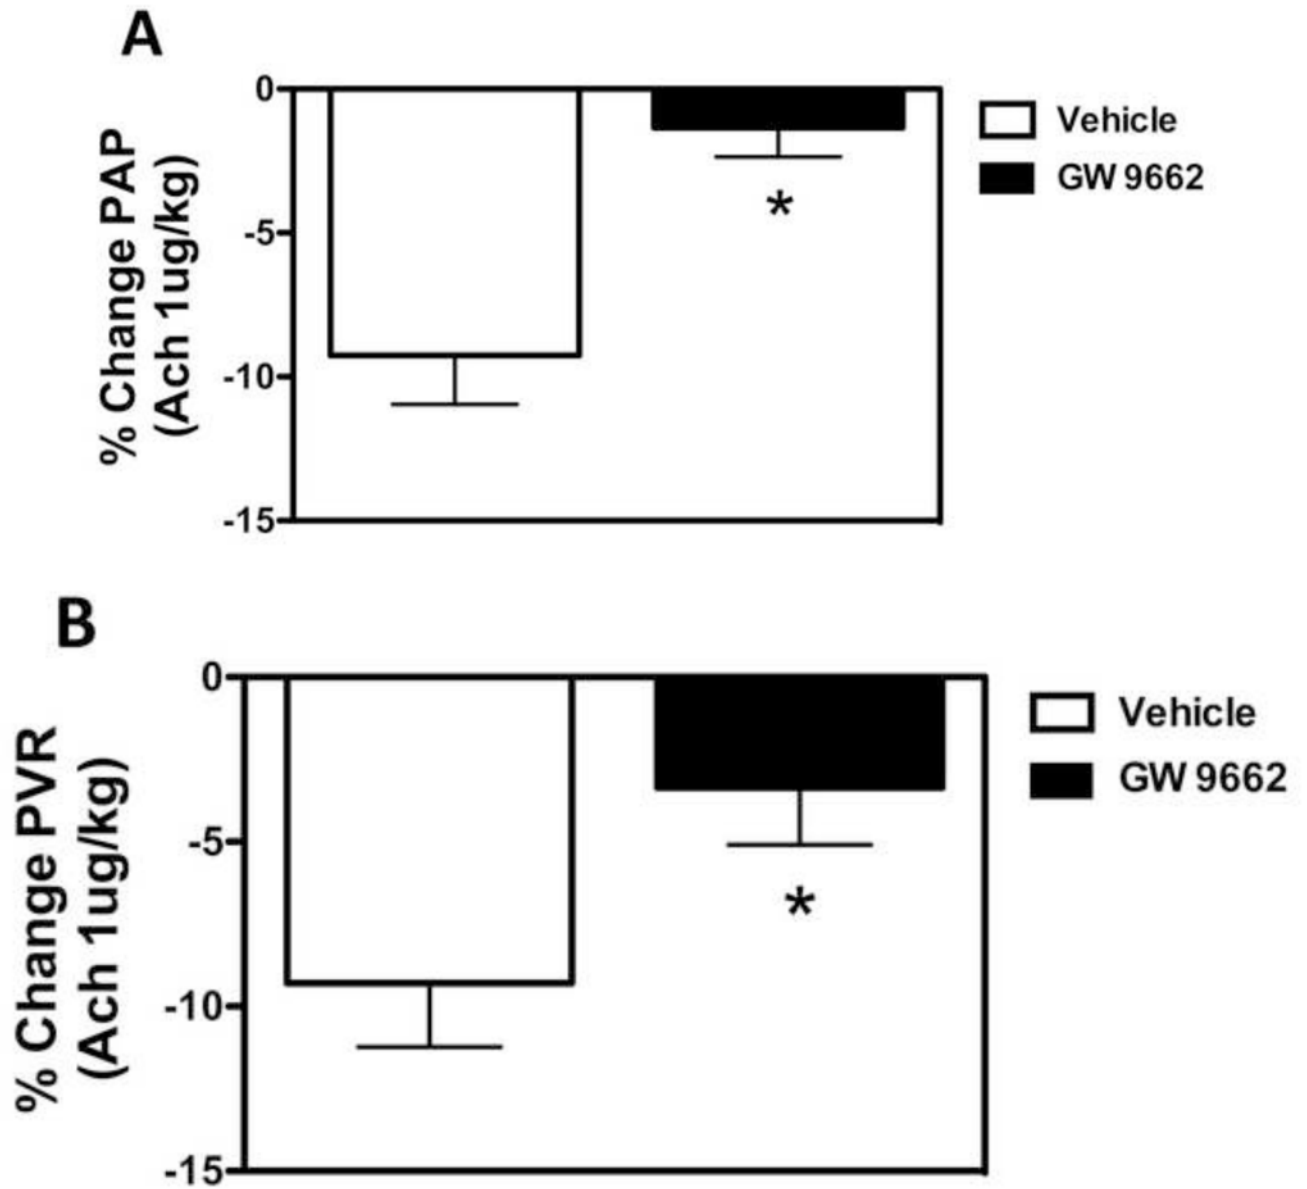 A
0
-5
-10
-15
% Change PAP
(Ach 1ug/kg)
Vehicle
GW 9662
*
B
0
-5
-10
-15
% Change PVR
(Ach 1ug/kg)
Vehicle
GW 9662
*